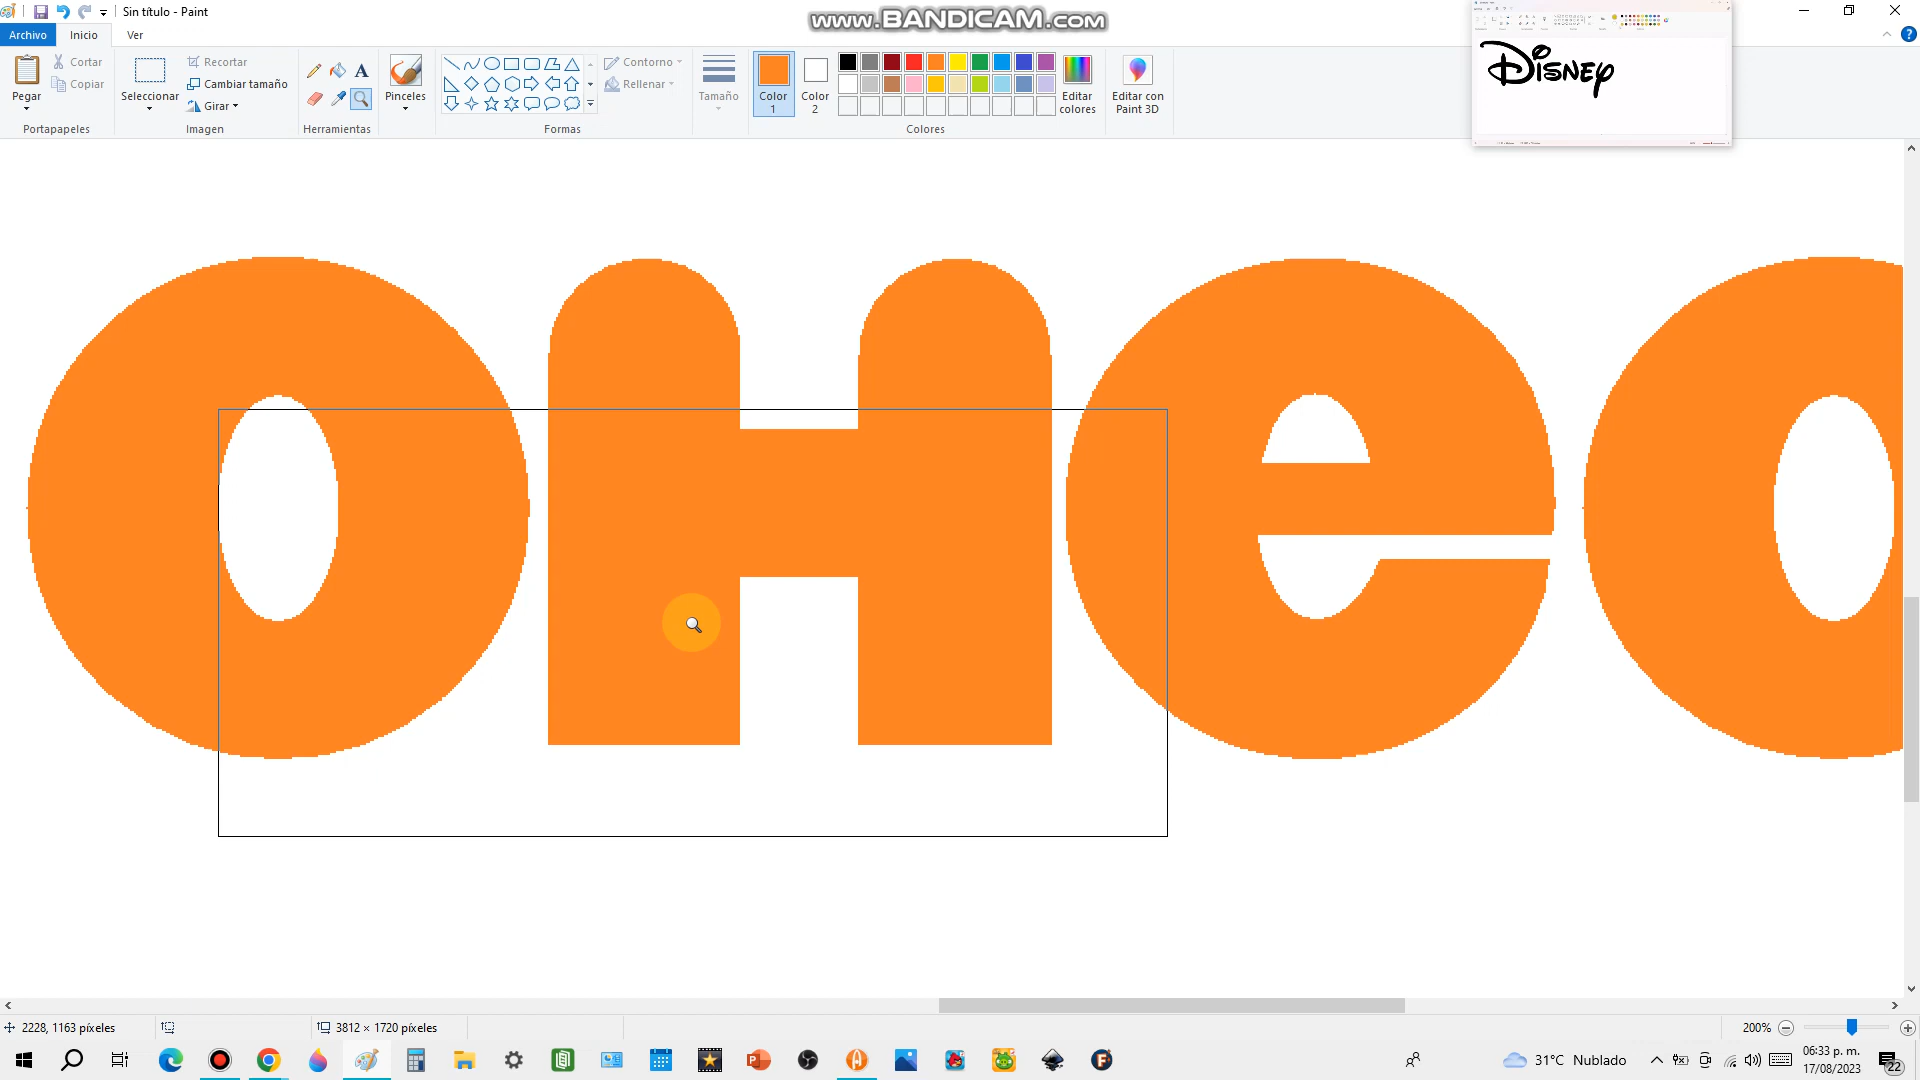 Sin título - Paint
www.BANDICAM.com
Archivo
Inicio
Ver
Pegar
Cortar
Copiar
Portapapeles
Seleccionar
Recortar
Cambiar tamaño
Girar
Imagen
A
Herramientas
Pinceles
Contorno
Rellenar
Formas
Tamaño
Color 1
Color 2
Editar colores
Colores
Editar con Paint 3D
Disney
oHeo
2228, 1163 píxeles
3812 × 1720 píxeles
200%
31°C Nublado
06:33 p. m.
17/08/2023
22